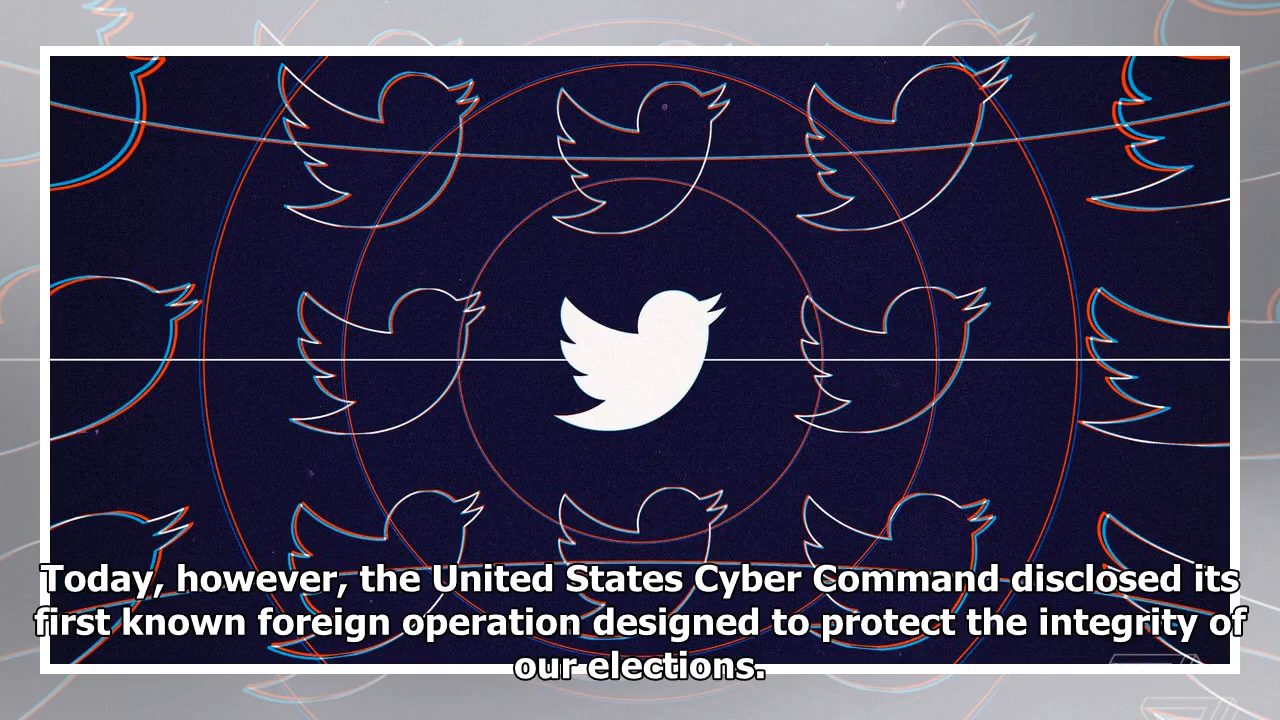 Today, however, the United States Cyber Command disclosed its
first known foreign operation designed to protect the integrity of
our elections.